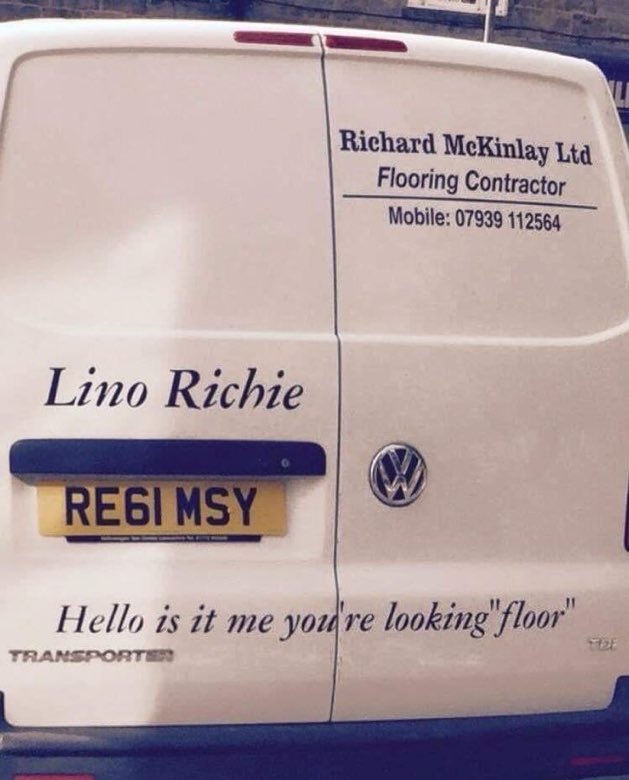 Richard McKinlay Ltd
Flooring Contractor
Mobile: 07939 112564
Lino Richie
RE61 MSY
Hello is it me you're looking"floor"
TRANSPORTER
TDI